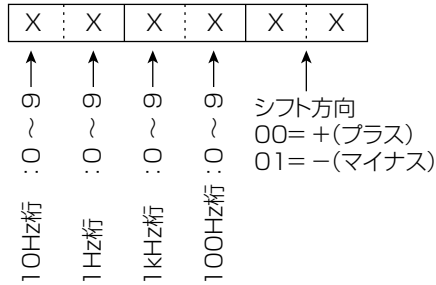 X X X X X X
10Hz桁：0～9
1Hz桁：0～9
1kHz桁：0～9
100Hz桁：0～9
シフト方向
00=＋(プラス)
01=－(マイナス)